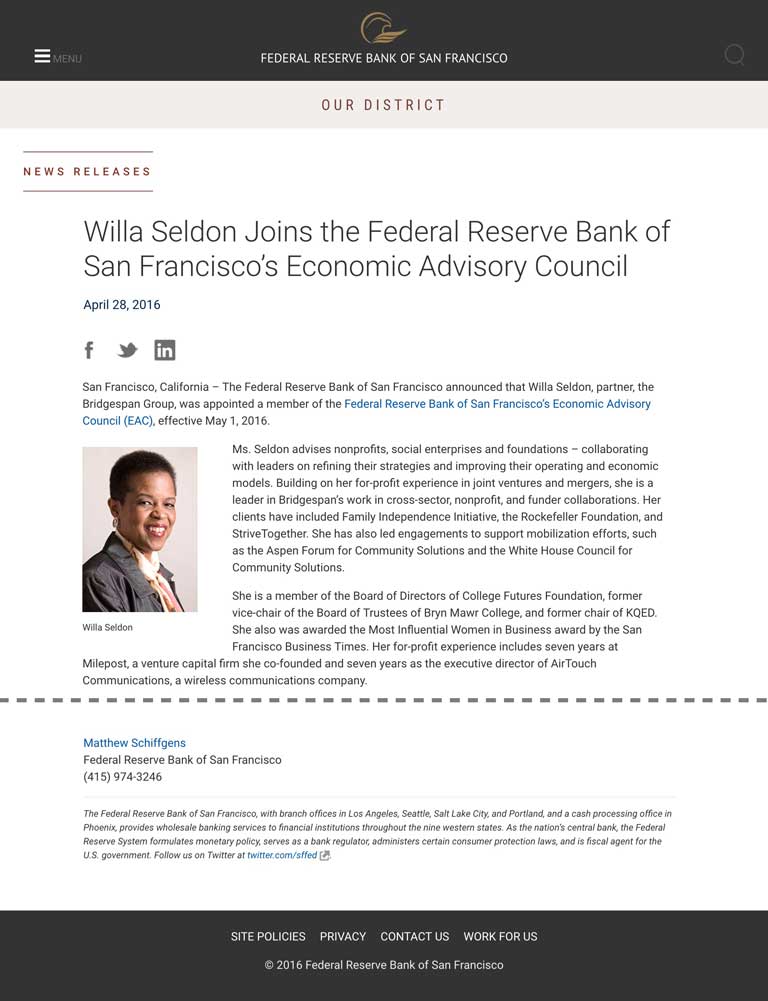 MENU
FEDERAL RESERVE BANK OF SAN FRANCISCO
OUR DISTRICT
NEWS RELEASES
Willa Seldon Joins the Federal Reserve Bank of
San Francisco’s Economic Advisory Council
April 28, 2016
San Francisco, California – The Federal Reserve Bank of San Francisco announced that Willa Seldon, partner, the
Bridgespan Group, was appointed a member of the Federal Reserve Bank of San Francisco’s Economic Advisory
Council (EAC), effective May 1, 2016.
Ms. Seldon advises nonprofits, social enterprises and foundations – collaborating
with leaders on refining their strategies and improving their operating and economic
models. Building on her for-profit experience in joint ventures and mergers, she is a
leader in Bridgespan’s work in cross-sector, nonprofit, and funder collaborations. Her
clients have included Family Independence Initiative, the Rockefeller Foundation, and
StriveTogether. She has also led engagements to support mobilization efforts, such
as the Aspen Forum for Community Solutions and the White House Council for
Community Solutions.
She is a member of the Board of Directors of College Futures Foundation, former
vice-chair of the Board of Trustees of Bryn Mawr College, and former chair of KQED.
She also was awarded the Most Influential Women in Business award by the San
Francisco Business Times. Her for-profit experience includes seven years at
Willa Seldon
Milepost, a venture capital firm she co-founded and seven years as the executive director of AirTouch
Communications, a wireless communications company.
Matthew Schiffgens
Federal Reserve Bank of San Francisco
(415) 974-3246
The Federal Reserve Bank of San Francisco, with branch offices in Los Angeles, Seattle, Salt Lake City, and Portland, and a cash processing office in
Phoenix, provides wholesale banking services to financial institutions throughout the nine western states. As the nation’s central bank, the Federal
Reserve System formulates monetary policy, serves as a bank regulator, administers certain consumer protection laws, and is fiscal agent for the
U.S. government. Follow us on Twitter at twitter.com/sffed.
SITE POLICIES PRIVACY CONTACT US WORK FOR US
© 2016 Federal Reserve Bank of San Francisco